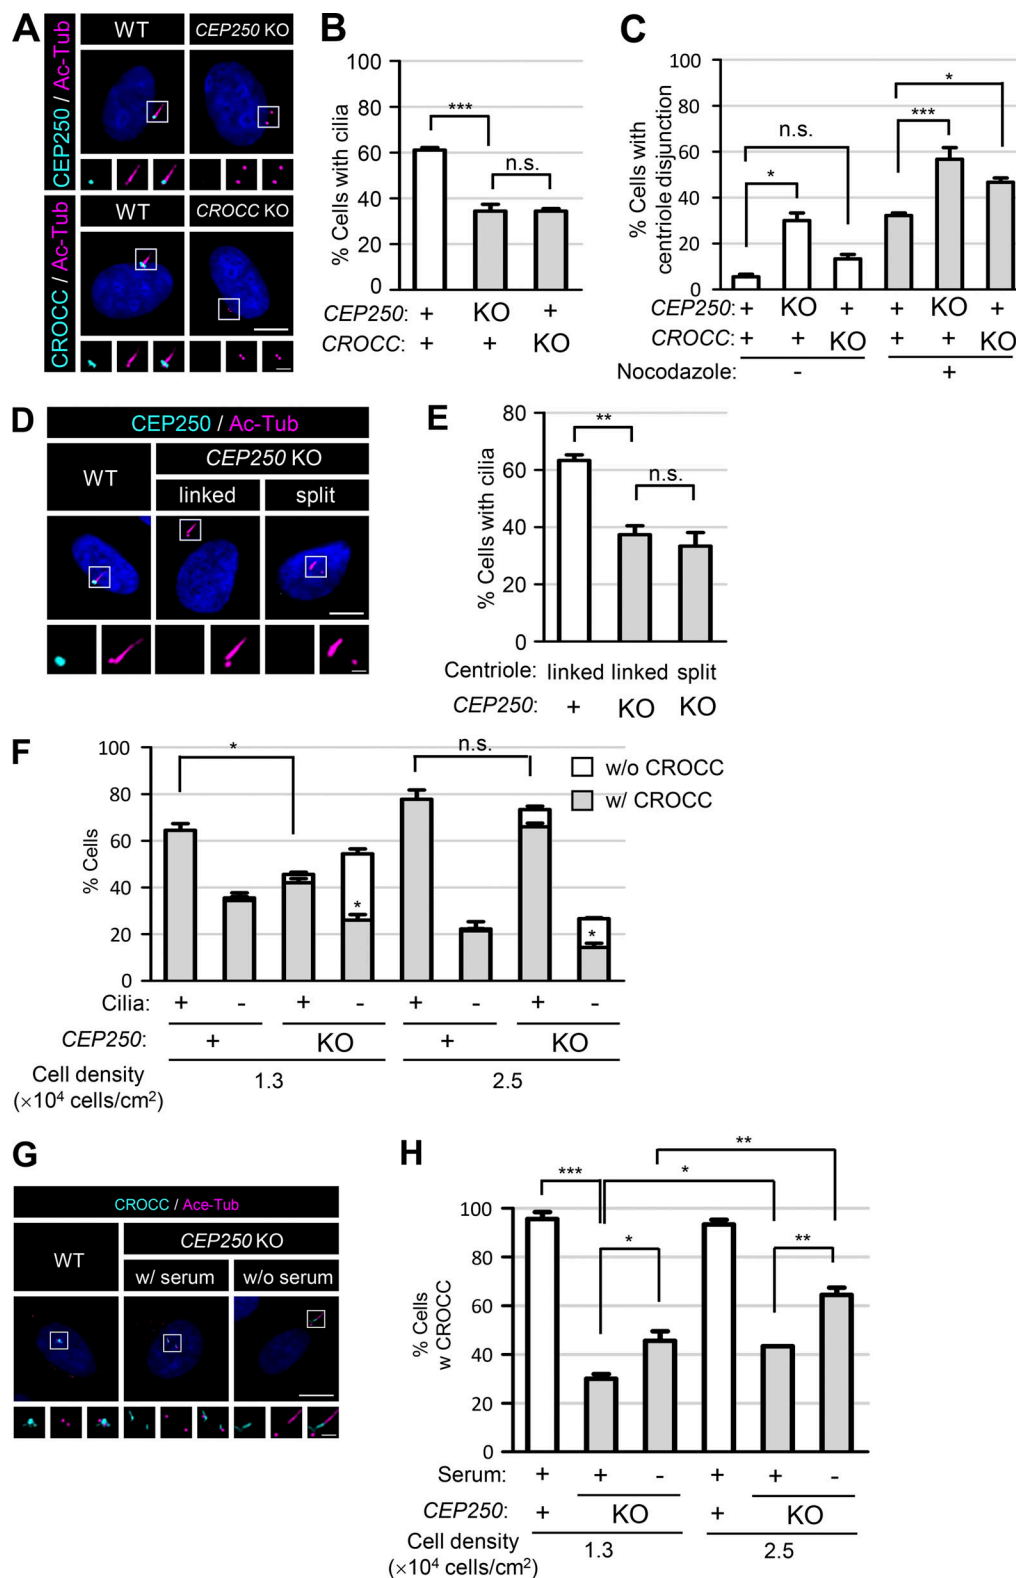 A
WT
CEP250 KO
CEP250 / Ac-Tub
WT
CROCC KO
CROCC / Ac-Tub
B
100
80
60
40
20
0
% Cells with cilia
***
n.s.
CEP250: + KO +
CROCC: + + KO
C
100
80
60
40
20
0
% Cells with
centriole disjunction
n.s.
*
*
***
CEP250: + KO + + KO +
CROCC: + + KO + + KO
Nocodazole: - +
D
CEP250 / Ac-Tub
WT
CEP250 KO
linked split
E
80
60
40
20
0
% Cells with cilia
**
n.s.
Centriole: linked linked split
CEP250: + KO KO
F
100
80
60
40
20
0
% Cells
*
n.s.
w/o CROCC
w/ CROCC
*
*
Cilia: + - + - + - + -
CEP250: + KO + KO
Cell density 1.3 2.5
(×10⁴ cells/cm²)
G
CROCC / Ace-Tub
WT
CEP250 KO
w/ serum w/o serum
H
100
80
60
40
20
0
% Cells
w CROCC
***
*
*
**
**
Serum: + + - + + -
CEP250: + KO + KO
Cell density 1.3 2.5
(×10⁴ cells/cm²)